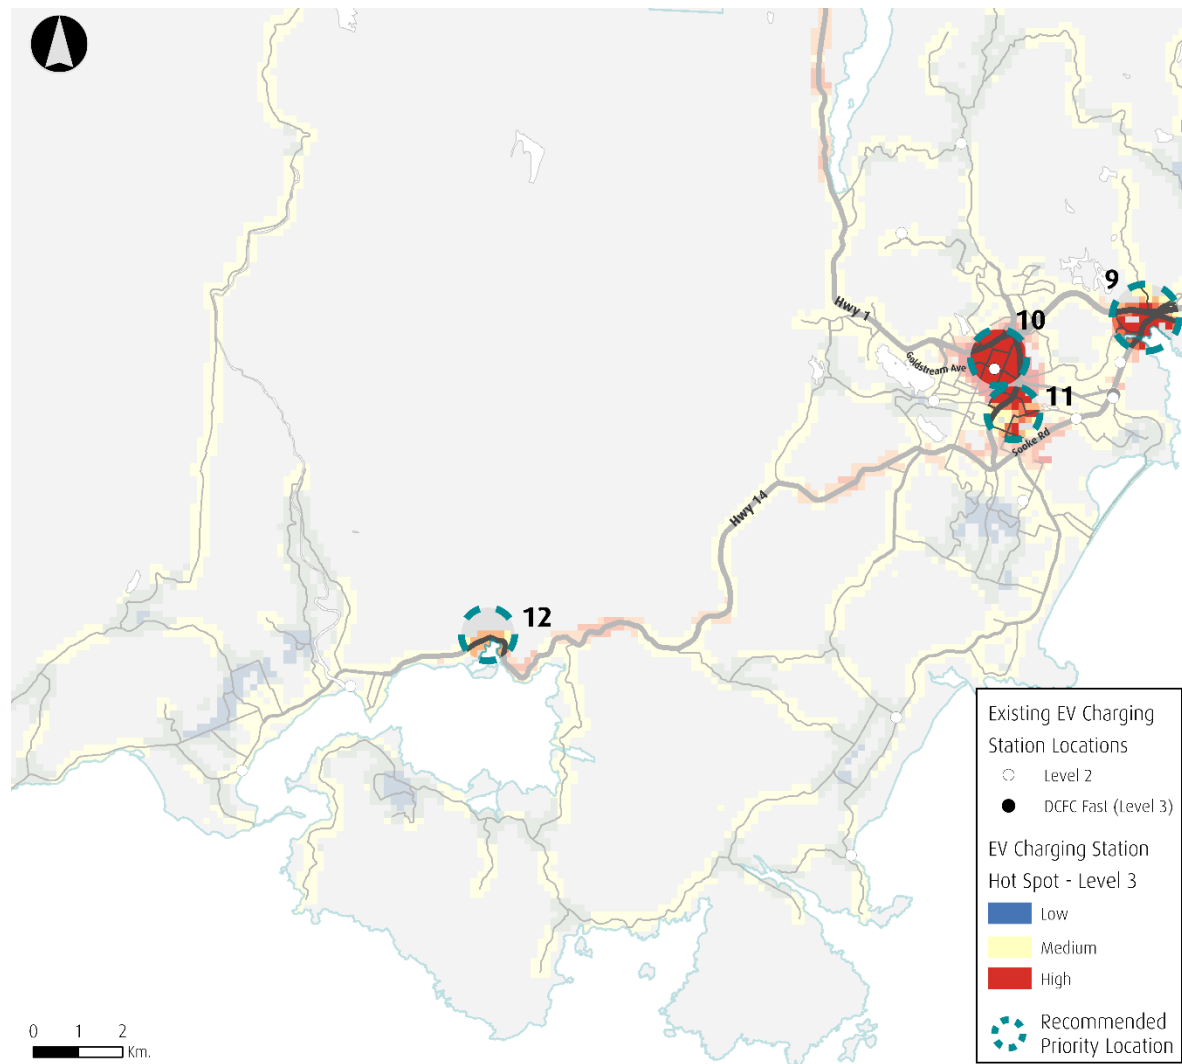 9
10
Hwy 1
Goldstream Ave
11
Sooke Rd
Hwy 14
12
Existing EV Charging
Station Locations
Level 2
DCFC Fast (Level 3)
EV Charging Station
Hot Spot - Level 3
Low
Medium
High
Recommended
Priority Location
0 1 2
Km.